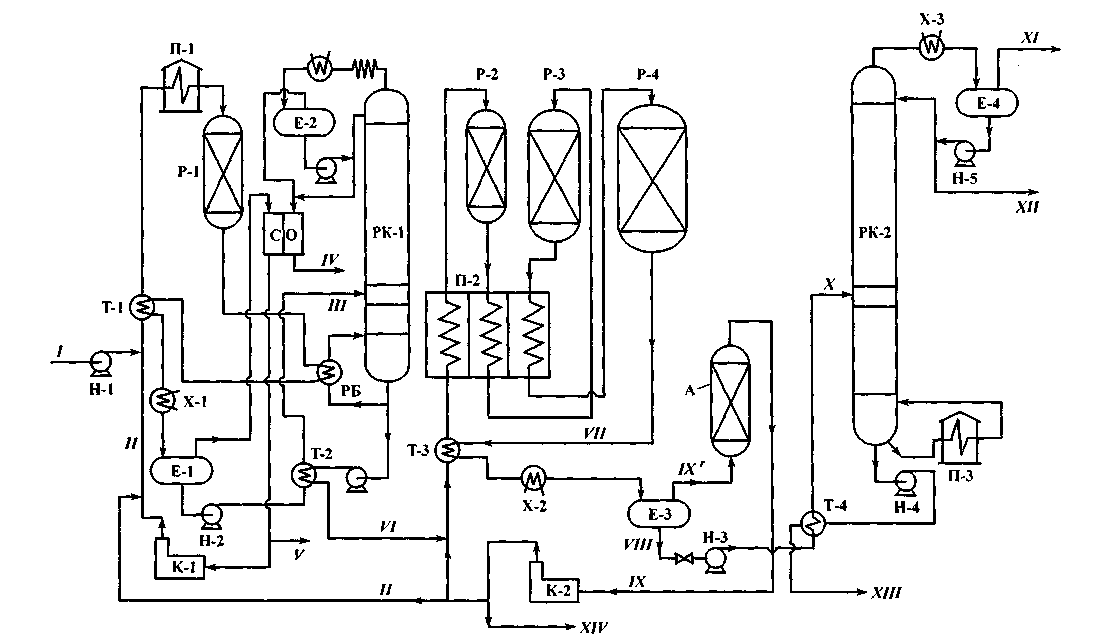 П-1
Р-1
Е-2
РК-1
Р-2
Р-3
Р-4
Х-3
XI
Е-4
Н-5
XII
РК-2
С О
IV
III
П-2
X
Т-1
I
Н-1
РБ
Х-1
II
Е-1
Т-2
Т-3
VII
А
IX'
Х-2
Е-3
VIII
Н-3
Н-4
П-3
Т-4
Н-2
VI
V
К-1
II
К-2
IX
XIII
XIV